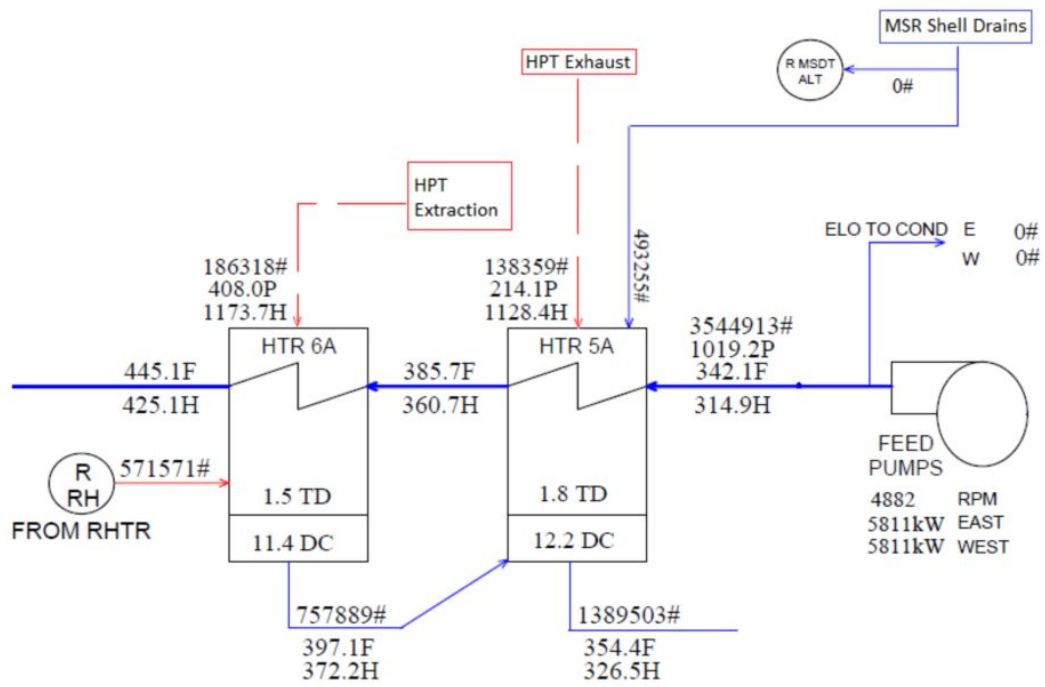 MSR Shell Drains
HPT Exhaust
R MSDT
ALT
0#
HPT
Extraction
493255#
ELO TO COND E 0#
W 0#
186318#
408.0P
1173.7H
138359#
214.1P
1128.4H
3544913#
1019.2P
342.1F
314.9H
HTR 6A
HTR 5A
445.1F
425.1H
385.7F
360.7H
R
RH
571571#
FROM RHTR
1.5 TD
11.4 DC
1.8 TD
12.2 DC
FEED
PUMPS
4882 RPM
5811kW EAST
5811kW WEST
757889#
397.1F
372.2H
1389503#
354.4F
326.5H